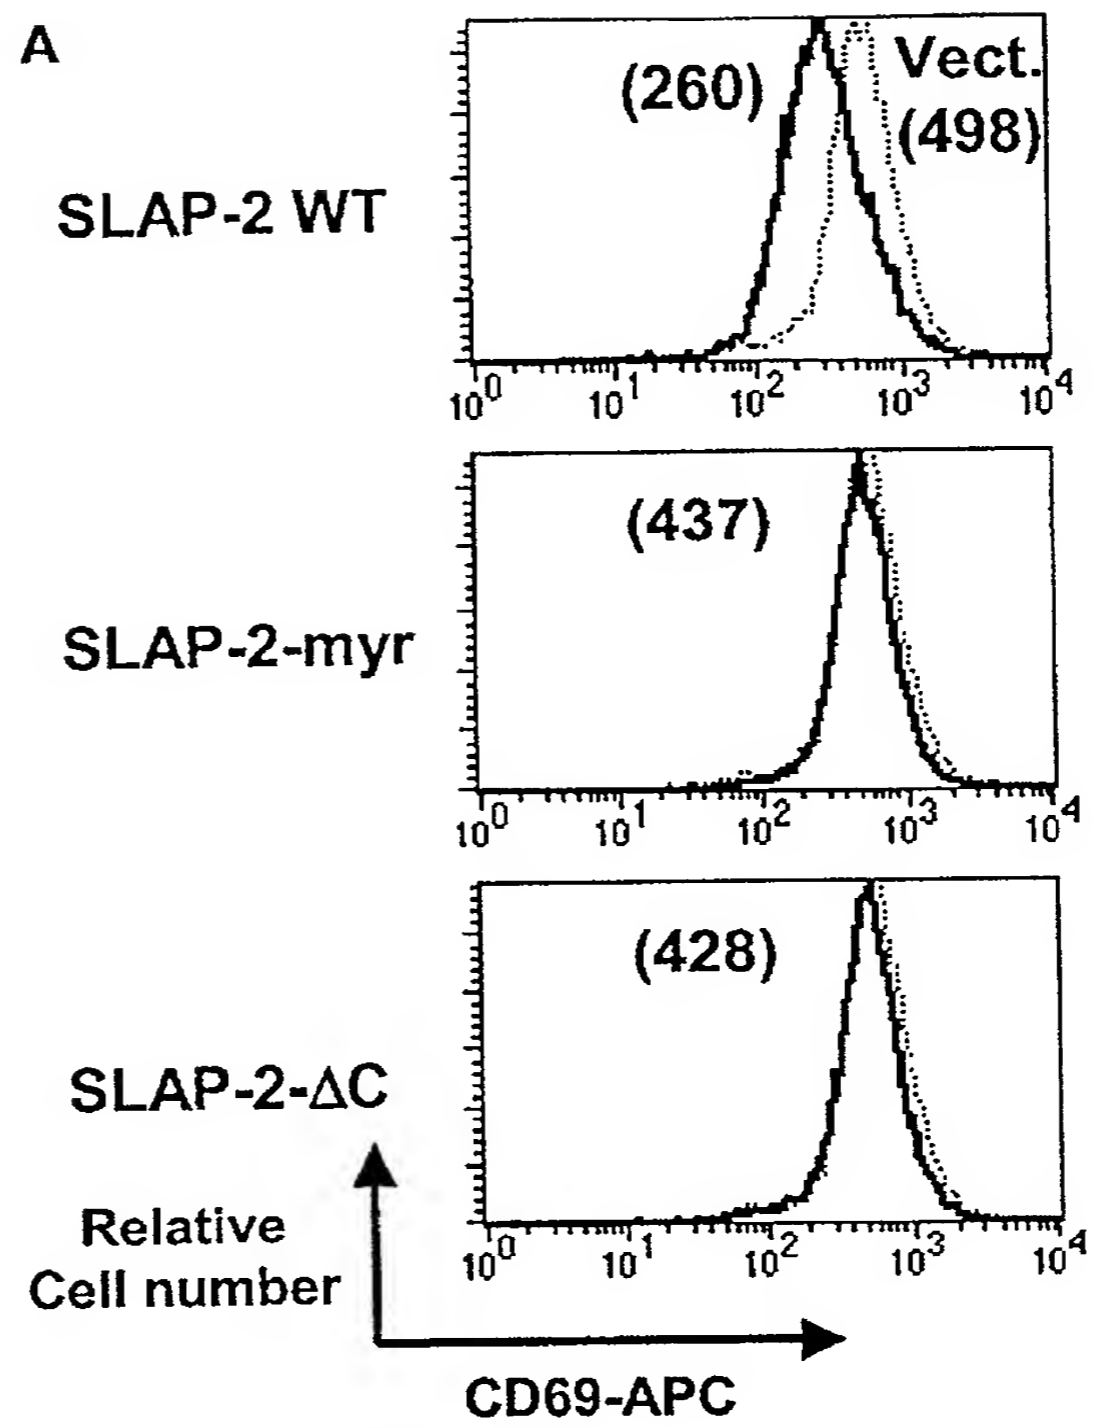 A
SLAP-2 WT
(260)
Vect.
(498)
10^0 10^1 10^2 10^3 10^4
SLAP-2-myr
(437)
10^0 10^1 10^2 10^3 10^4
SLAP-2-ΔC
(428)
10^0 10^1 10^2 10^3 10^4
Relative
Cell number
CD69-APC